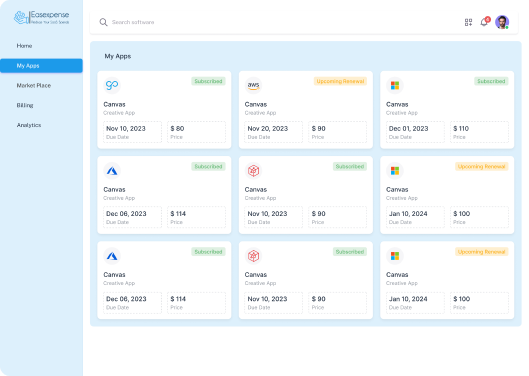 Easexpense
Search software
8
Home
My Apps
Market Place
Billing
Analytics
My Apps
go
Subscribed
Canvas
Creative App
Nov 10, 2023
$ 80
Due Date
Price
aws
Upcoming Renewal
Canvas
Creative App
Nov 20, 2023
$ 90
Due Date
Price
Subscribed
Canvas
Creative App
Dec 01, 2023
$ 110
Due Date
Price
Subscribed
Canvas
Creative App
Dec 06, 2023
$ 114
Due Date
Price
Subscribed
Canvas
Creative App
Nov 10, 2023
$ 90
Due Date
Price
Upcoming Renewal
Canvas
Creative App
Jan 10, 2024
$ 100
Due Date
Price
Subscribed
Canvas
Creative App
Dec 06, 2023
$ 114
Due Date
Price
Subscribed
Canvas
Creative App
Nov 10, 2023
$ 90
Due Date
Price
Upcoming Renewal
Canvas
Creative App
Jan 10, 2024
$ 100
Due Date
Price